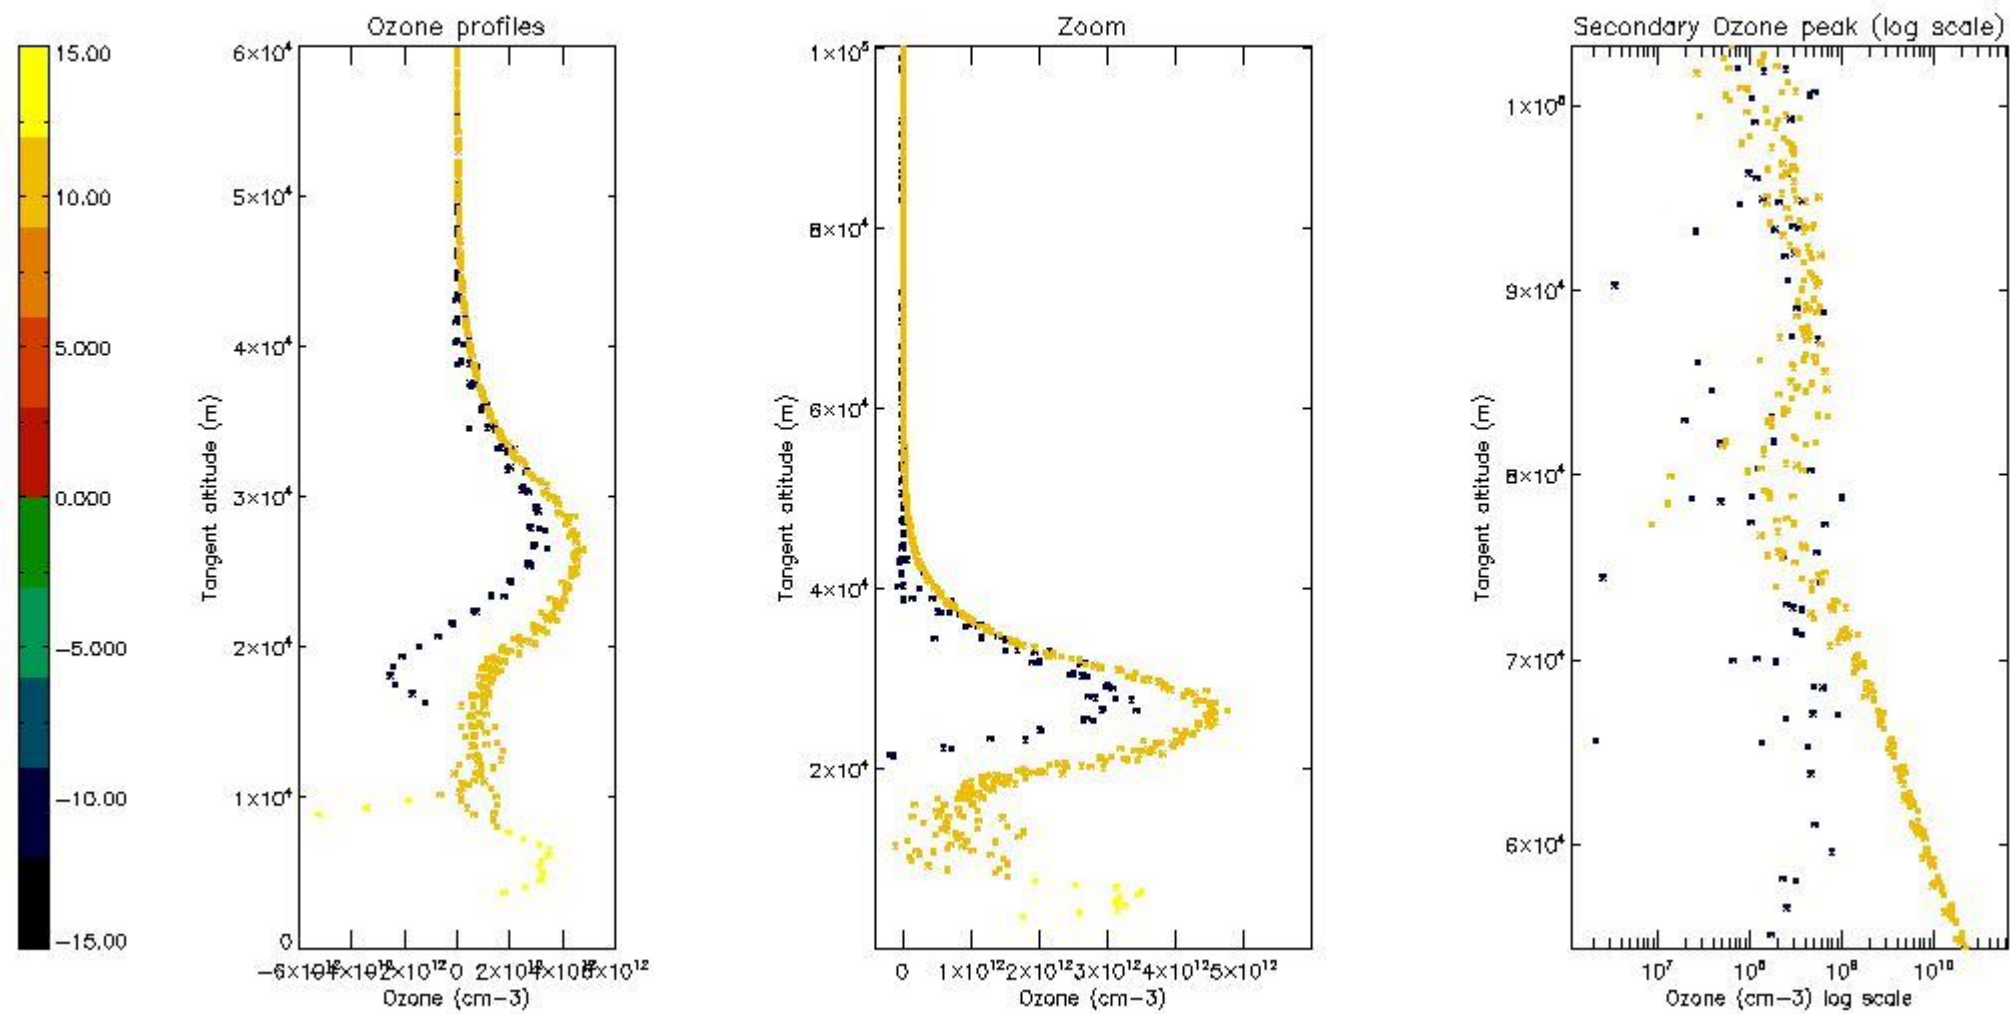 Ozone profiles
Zoom
Secondary Ozone peak (log scale)
15.00
10.00
5.000
0.000
−5.000
−10.00
−15.00
Tangent altitude (m)
6×10⁴
5×10⁴
4×10⁴
3×10⁴
2×10⁴
1×10⁴
0
0
Ozone (cm−3)
Tangent altitude (m)
1×10⁵
8×10⁴
6×10⁴
4×10⁴
2×10⁴
0 1×10¹² 2×10¹² 3×10¹² 4×10¹² 5×10¹²
Ozone (cm−3)
Tangent altitude (m)
9×10⁴
8×10⁴
7×10⁴
6×10⁴
10⁷ 10⁸ 10⁹ 10¹⁰
Ozone (cm−3) log scale